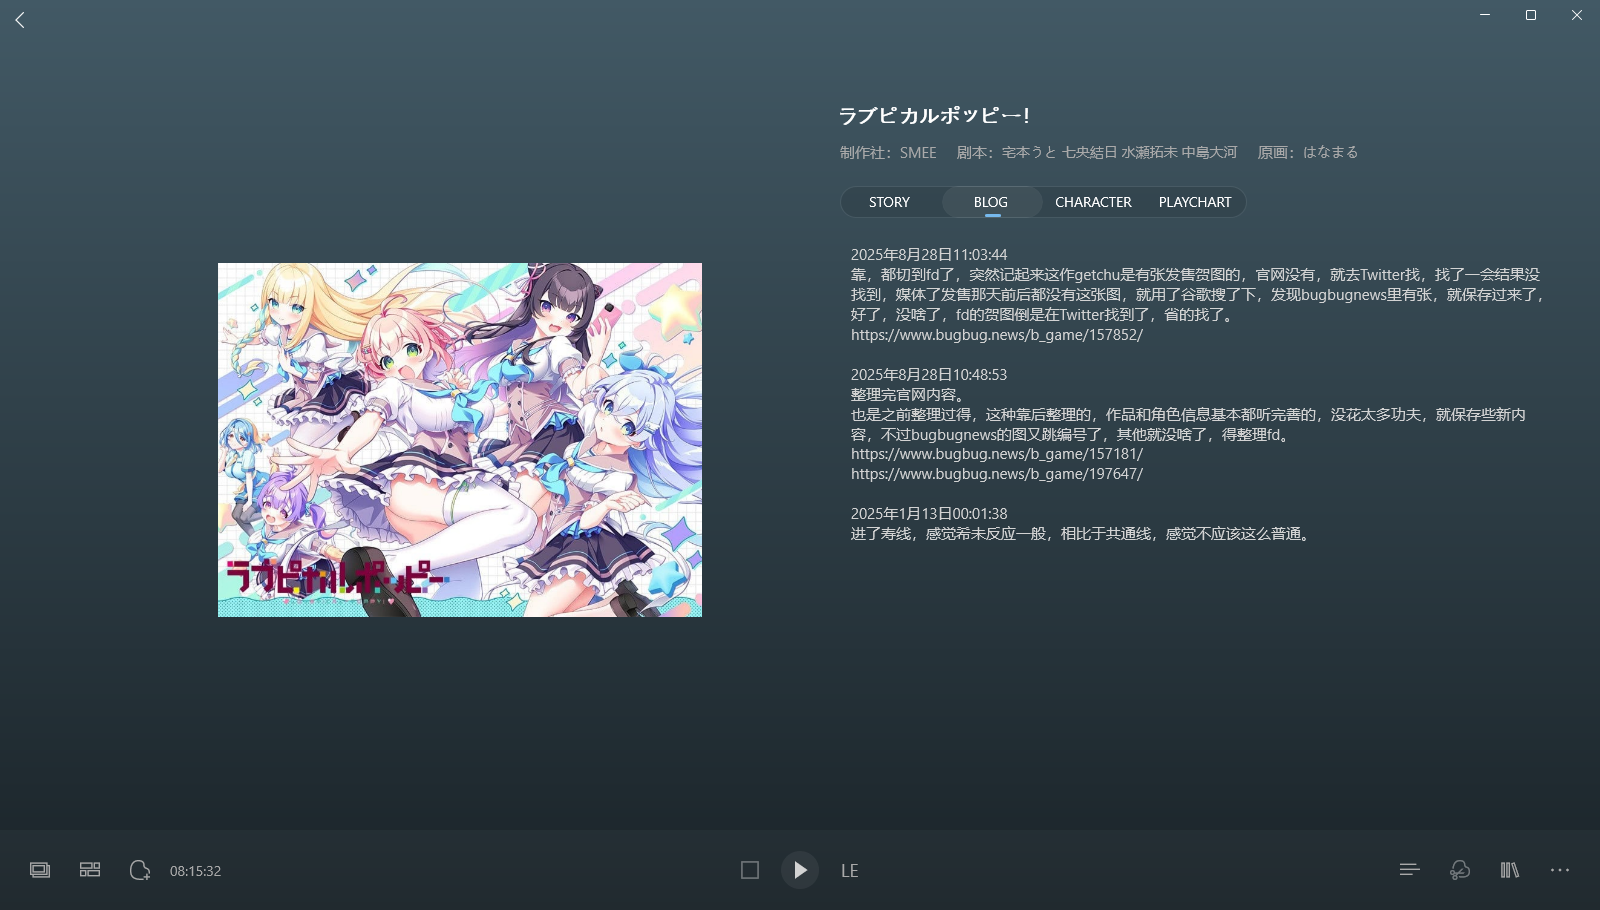 ラブピカルポッピー!
制作社：SMEE 剧本：宅本うと 七央結日 水瀬拓未 中島大河 原画：はなまる
STORY BLOG CHARACTER PLAYCHART
2025年8月28日11:03:44
靠，都切到fd了，突然记起来这作getchu是有张发售贺图的，官网没有，就去Twitter找，找了一会结果没
找到，媒体了发售那天前后都没有这张图，就用了谷歌搜了下，发现bugbugnews里有张，就保存过来了，
好了，没啥了，fd的贺图倒是在Twitter找到了，省的找了。
https://www.bugbug.news/b_game/157852/
2025年8月28日10:48:53
整理完官网内容。
也是之前整理过得，这种靠后整理的，作品和角色信息基本都听完善的，没花太多功夫，就保存些新内
容，不过bugbugnews的图又跳编号了，其他就没啥了，得整理fd。
https://www.bugbug.news/b_game/157181/
https://www.bugbug.news/b_game/197647/
2025年1月13日00:01:38
进了寿线，感觉希未反应一般，相比于共通线，感觉不应该这么普通。
ラブピカルポッピー
08:15:32
LE